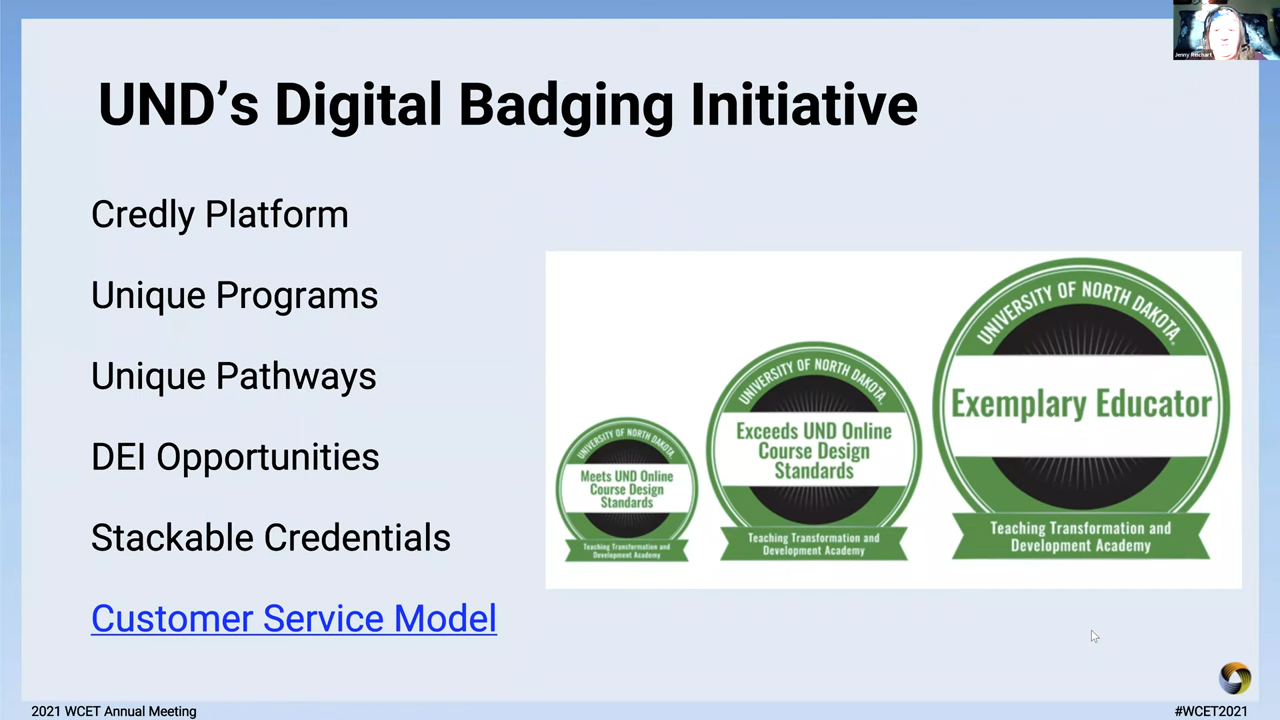 Jenny Reichart
UND's Digital Badging Initiative
Credly Platform
Unique Programs
Unique Pathways
DEI Opportunities
Stackable Credentials
Customer Service Model
UNIVERSITY OF NORTH DAKOTA
Meets UND Online
Course Design
Standards
Teaching Transformation and
Development Academy
UNIVERSITY OF NORTH DAKOTA
Exceeds UND Online
Course Design
Standards
Teaching Transformation and
Development Academy
UNIVERSITY OF NORTH DAKOTA
Exemplary Educator
Teaching Transformation and
Development Academy
2021 WCET Annual Meeting
#WCET2021